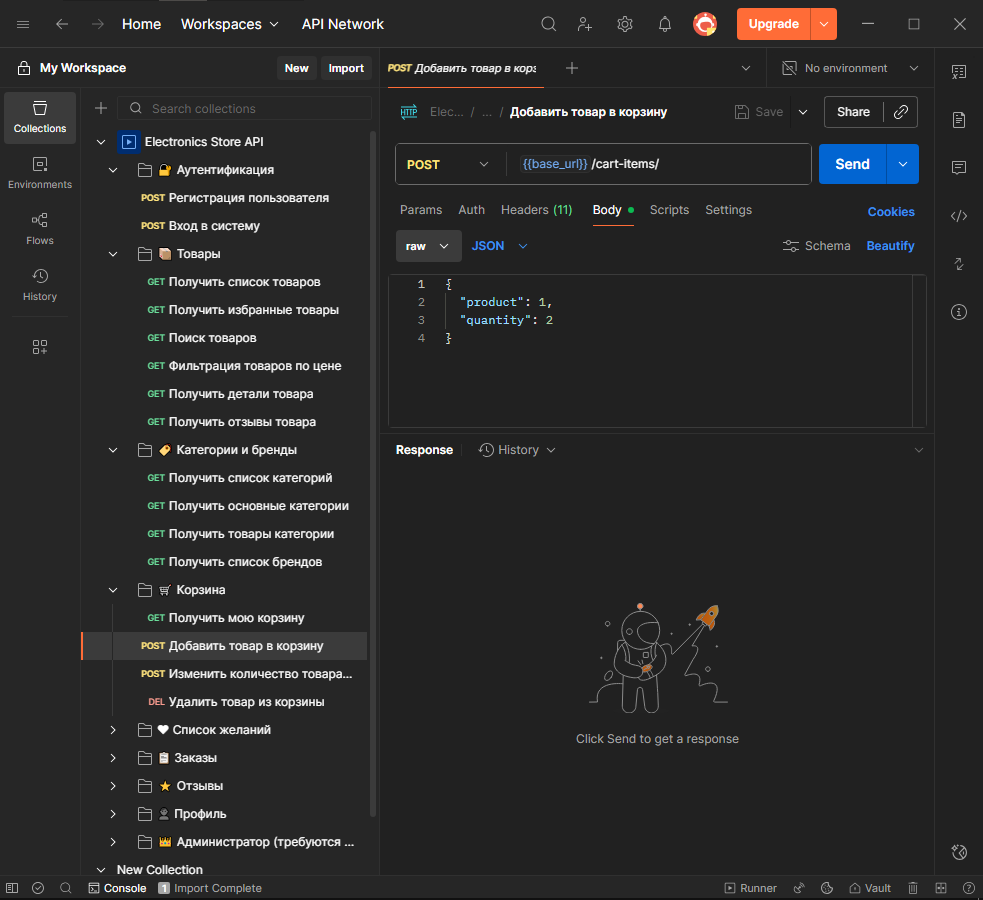 Home Workspaces API Network Upgrade
My Workspace New Import
POST Добавить товар в корз No environment
Collections
Environments
Flows
History
Search collections
Electronics Store API
Аутентификация
POST Регистрация пользователя
POST Вход в систему
Товары
GET Получить список товаров
GET Получить избранные товары
GET Поиск товаров
GET Фильтрация товаров по цене
GET Получить детали товара
GET Получить отзывы товара
Категории и бренды
GET Получить список категорий
GET Получить основные категории
GET Получить товары категории
GET Получить список брендов
Корзина
GET Получить мою корзину
POST Добавить товар в корзину
POST Изменить количество товара...
DEL Удалить товар из корзины
Список желаний
Заказы
Отзывы
Профиль
Администратор (требуются ...
New Collection
HTTP Elec... / ... / Добавить товар в корзину Save Share
POST {{base_url}} /cart-items/ Send
Params Auth Headers (11) Body Scripts Settings Cookies
raw JSON Schema Beautify
1 {
2 "product": 1,
3 "quantity": 2
4 }
Response History
Click Send to get a response
Console 1 Import Complete Runner Vault